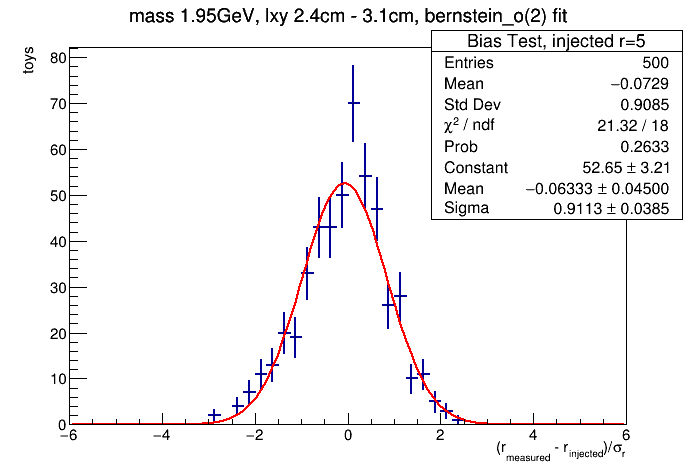 mass 1.95GeV, lxy 2.4cm - 3.1cm, bernstein_o(2) fit
toys
Bias Test, injected r=5
Entries 500
Mean −0.0729
Std Dev 0.9085
χ² / ndf 21.32 / 18
Prob 0.2633
Constant 52.65 ± 3.21
Mean −0.06333 ± 0.04500
Sigma 0.9113 ± 0.0385
80
70
60
50
40
30
20
10
0
−6 −4 −2 0 2 4 6
(r_measured - r_injected)/σ_r